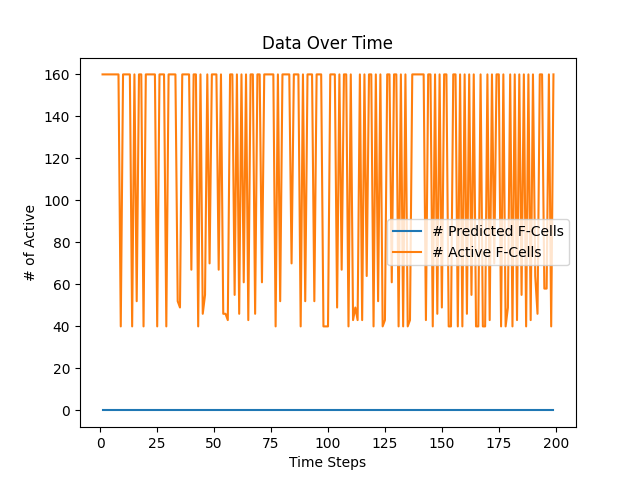 Data Over Time
# of Active
160
140
120
100
80
60
40
20
0
# Predicted F-Cells
# Active F-Cells
0 25 50 75 100 125 150 175 200
Time Steps